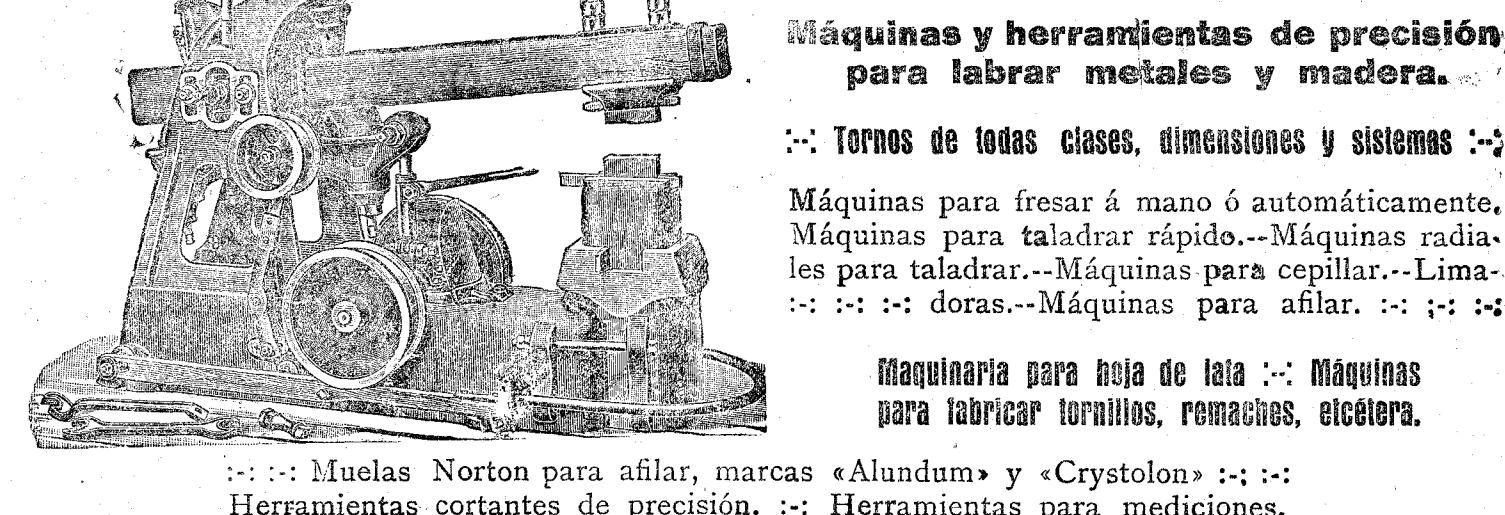 Máquinas y herramientas de precisión
para labrar metales y madera.
:--: Tornos de todas clases, dimensiones y sistemas :--:
Máquinas para fresar á mano ó automáticamente.
Máquinas para taladrar rápido.--Máquinas radia-
les para taladrar.--Máquinas para cepillar.--Lima-
:-: :-: :-: doras.--Máquinas para afilar. :-: :-: :-:
Maquinaria para hoja de lata :--: Máquinas
para fabricar tornillos, remaches, etcétera.
:-: :-: Muelas Norton para afilar, marcas «Alundum» y «Crystolon» :-: :-:
Herramientas cortantes de precisión. :-: Herramientas para mediciones.